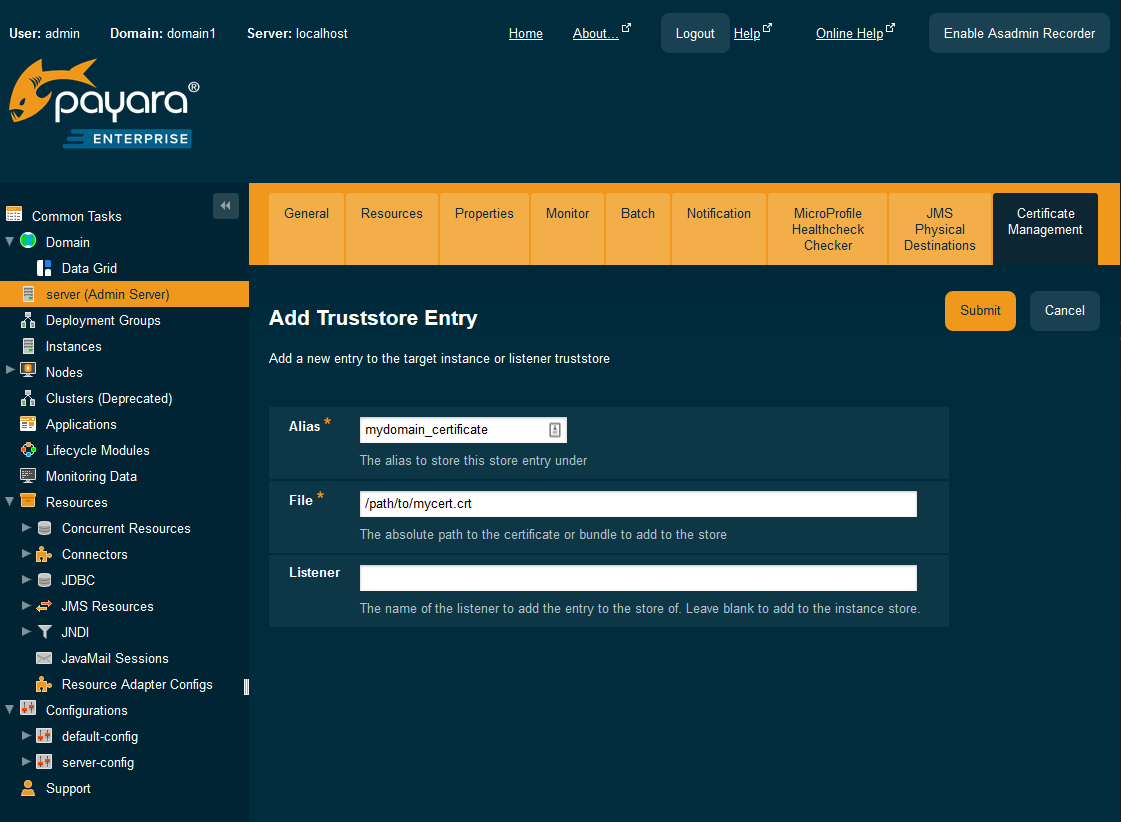 User: admin Domain: domain1 Server: localhost Home About... Logout Help Online Help Enable Asadmin Recorder
payara®
ENTERPRISE
Common Tasks
Domain
Data Grid
server (Admin Server)
Deployment Groups
Instances
Nodes
Clusters (Deprecated)
Applications
Lifecycle Modules
Monitoring Data
Resources
Concurrent Resources
Connectors
JDBC
JMS Resources
JNDI
JavaMail Sessions
Resource Adapter Configs
Configurations
default-config
server-config
Support
General
Resources
Properties
Monitor
Batch
Notification
MicroProfile
Healthcheck
Checker
JMS
Physical
Destinations
Certificate
Management
Add Truststore Entry
Submit
Cancel
Add a new entry to the target instance or listener truststore
Alias * mydomain_certificate
The alias to store this store entry under
File * /path/to/mycert.crt
The absolute path to the certificate or bundle to add to the store
Listener
The name of the listener to add the entry to the store of. Leave blank to add to the instance store.